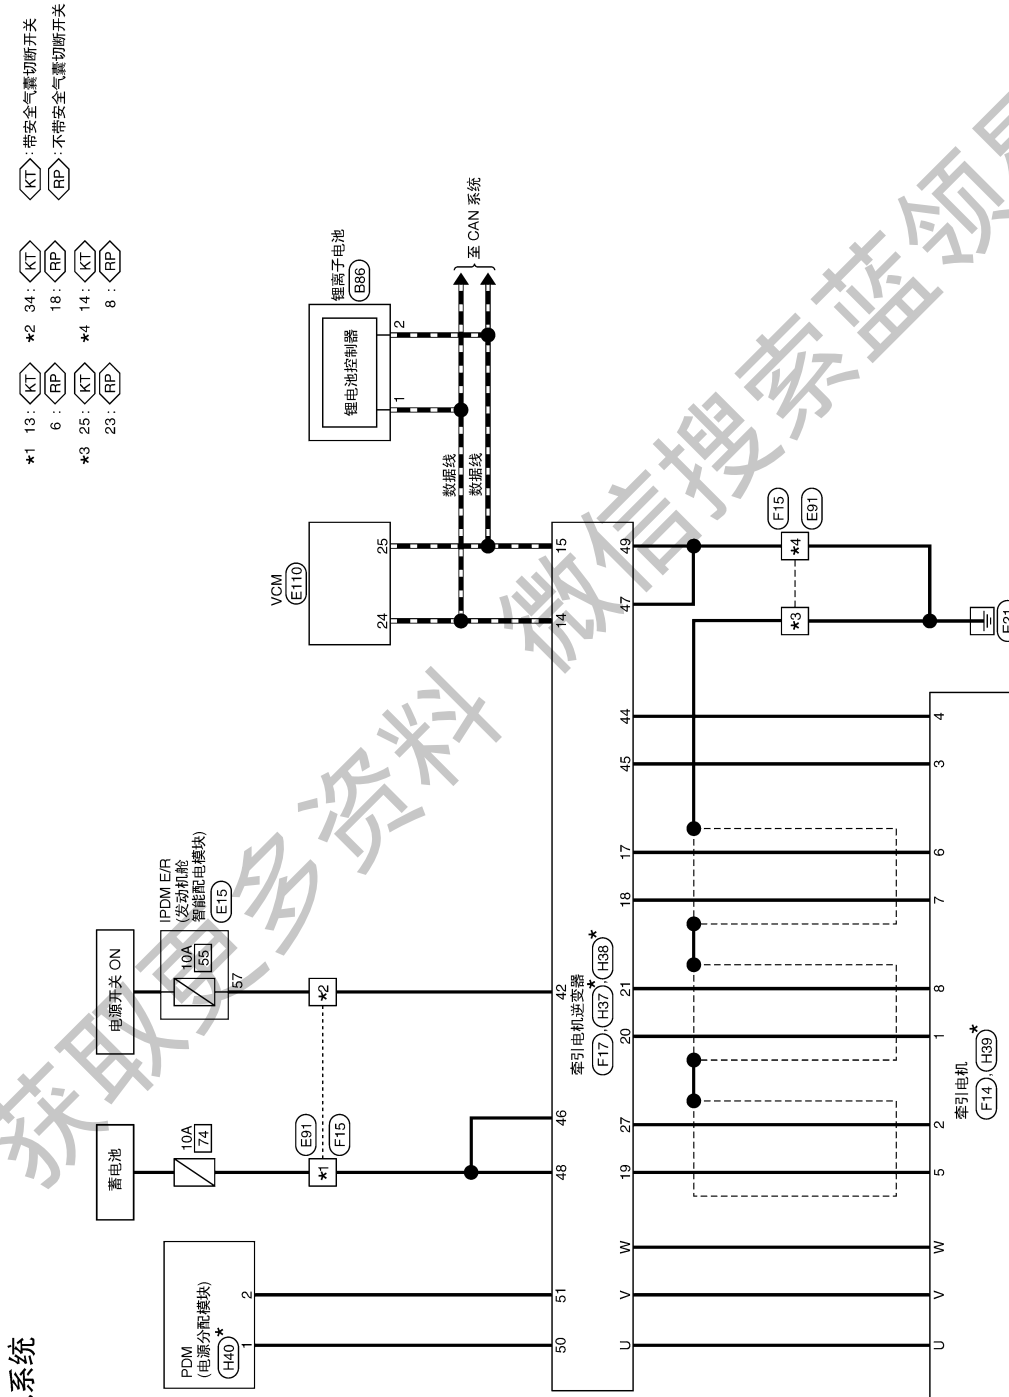 系统
KT : 带安全气囊切断开关
RP : 不带安全气囊切断开关
*1 13 : KT
6 : RP
*2 34 : KT
18 : RP
*3 25 : KT
23 : RP
*4 14 : KT
8 : RP
蓄电池
电源开关 ON
10A
74
10A
55
57
IPDM E/R
(发动机舱
智能配电模块)
E15
PDM
(电源分配模块)
H40 *
1
2
*1
E91
F15
*2
VCM
E110
24
25
锂离子电池
B86
锂电池控制器
1
2
数据线
数据线
至 CAN 系统
50
51
48
46
42
14
15
牵引电机逆变器
F17 , H37 * , H38 *
U
V
W
19
27
20
21
18
17
45
44
47
49
*3
*4
F15
E91
U
V
W
5
2
1
8
7
6
3
4
牵引电机
F14 , H39 *
获取更多资料 微信搜索蓝领